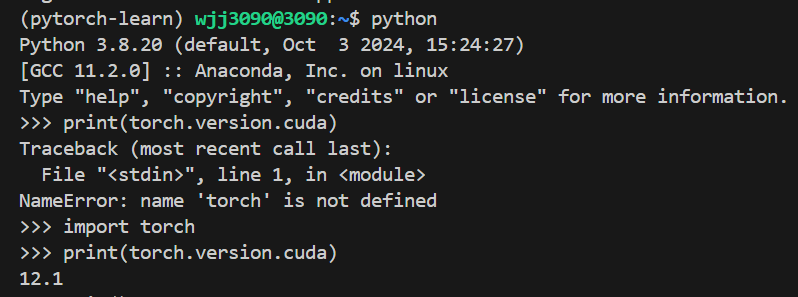 (pytorch-learn) wjj3090@3090:~$ python
Python 3.8.20 (default, Oct  3 2024, 15:24:27)
[GCC 11.2.0] :: Anaconda, Inc. on linux
Type "help", "copyright", "credits" or "license" for more information.
>>> print(torch.version.cuda)
Traceback (most recent call last):
  File "<stdin>", line 1, in <module>
NameError: name 'torch' is not defined
>>> import torch
>>> print(torch.version.cuda)
12.1